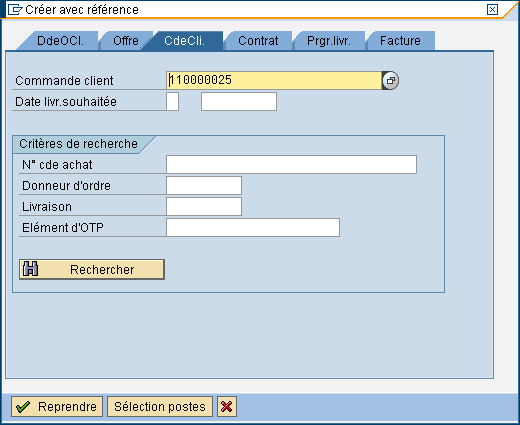 Créer avec référence
DdeOCl. Offre CdeCli. Contrat Prgr.livr. Facture
Commande client 110000025
Date livr.souhaitée
Critères de recherche
N° cde achat
Donneur d'ordre
Livraison
Elément d'OTP
Rechercher
Reprendre Sélection postes